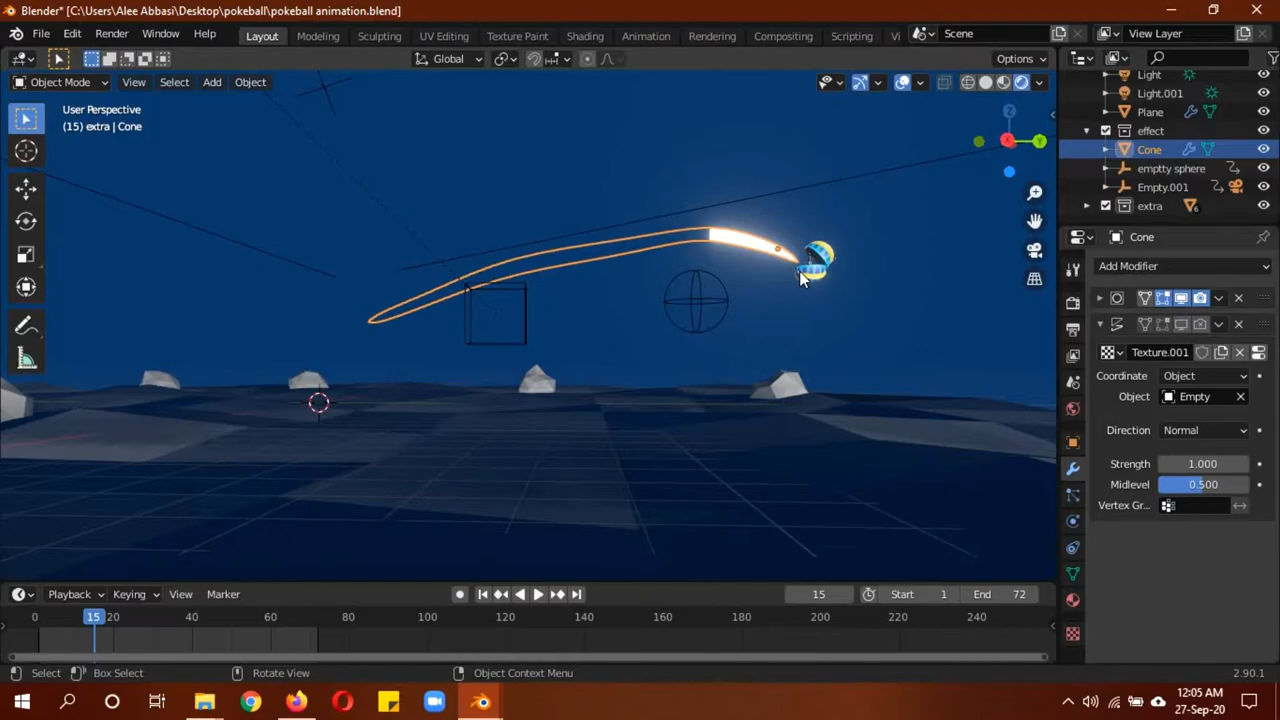 Blender* [C:\Users\Alee Abbasi\Desktop\pokeball\pokeball animation.blend]
File Edit Render Window Help Layout Modeling Sculpting UV Editing Texture Paint Shading Animation Rendering Compositing Scripting Vi Scene View Layer
Global Options
Object Mode View Select Add Object
User Perspective
(15) extra | Cone
Z
X
Y
Light
Light.001
Plane
effect
Cone
emptty sphere
Empty.001
extra 6
Cone
Add Modifier
Texture.001
Coordinate Object
Object Empty
Direction Normal
Strength 1.000
Midlevel 0.500
Vertex Gr...
Playback Keying View Marker 15 Start 1 End 72
0 15 20 40 60 80 100 120 140 160 180 200 220 240
Select Box Select Rotate View Object Context Menu 2.90.1
12:05 AM
27-Sep-20